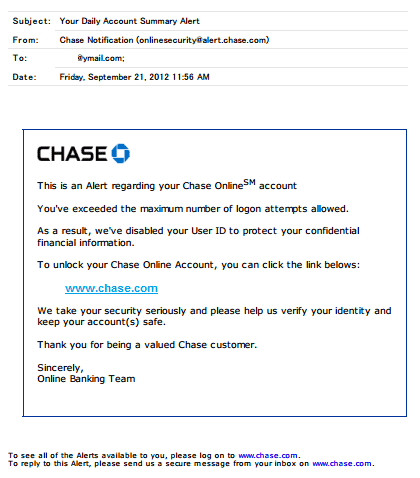 Subject: Your Daily Account Summary Alert
From: Chase Notification (onlinesecurity@alert.chase.com)
To: @ymail.com;
Date: Friday, September 21, 2012 11:56 AM
CHASE
This is an Alert regarding your Chase OnlineSM account
You've exceeded the maximum number of logon attempts allowed.
As a result, we've disabled your User ID to protect your confidential
financial information.
To unlock your Chase Online Account, you can click the link belows:
www.chase.com
We take your security seriously and please help us verify your identity and
keep your account(s) safe.
Thank you for being a valued Chase customer.
Sincerely,
Online Banking Team
To see all of the Alerts available to you, please log on to www.chase.com.
To reply to this Alert, please send us a secure message from your inbox on www.chase.com.